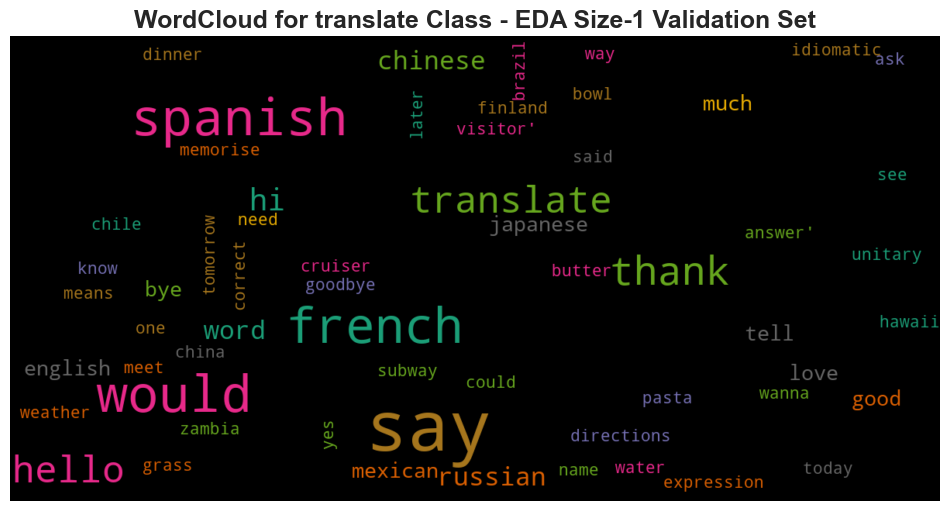 WordCloud for translate Class - EDA Size-1 Validation Set
dinner
chinese
brazil
way
idiomatic
ask
spanish
later
finland
bowl
much
visitor'
memorise
said
see
hi
translate
need
japanese
chile
tomorrow
correct
answer'
unitary
know
cruiser
butter
thank
means
bye
goodbye
one
word
french
tell
hawaii
china
english
meet
subway
could
love
would
pasta
wanna
good
weather
zambia
yes
say
directions
hello
grass
mexican
russian
name
water
expression
today